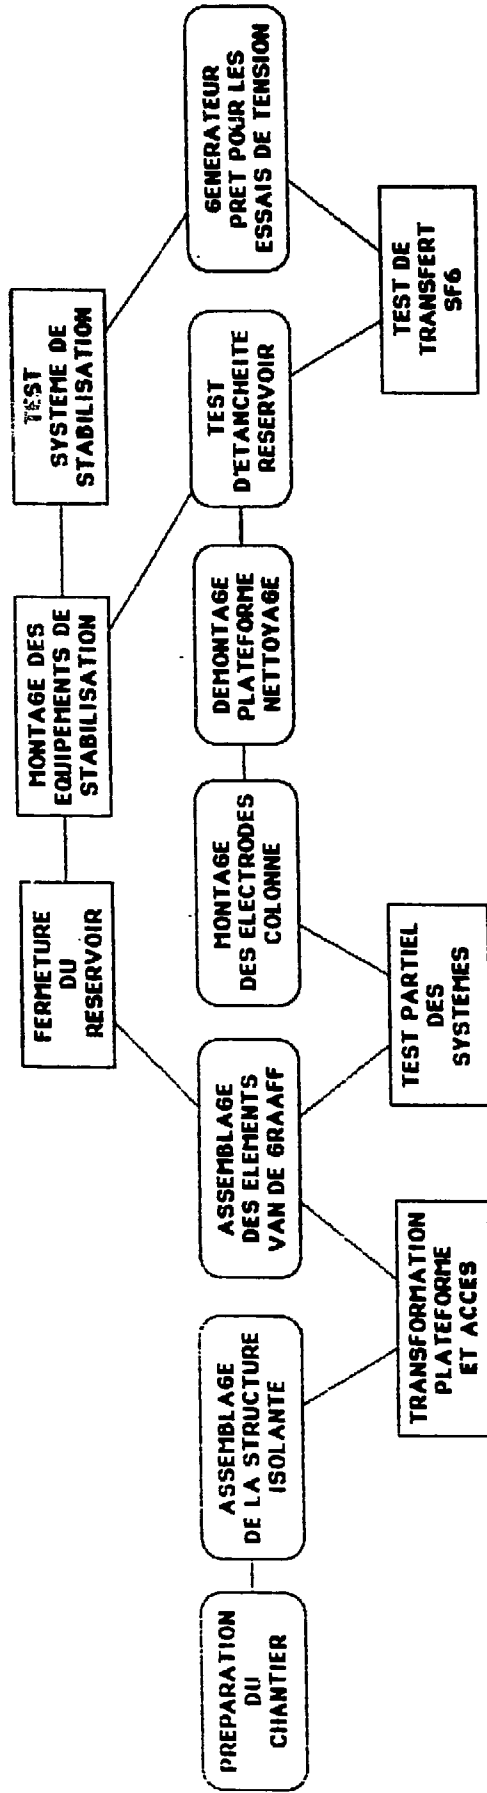 PREPARATION
DU
CHANTIER
ASSEMBLAGE
DE LA STRUCTURE
ISOLANTE
TRANSFORMATION
PLATEFORME
ET ACCES
ASSEMBLAGE
DES ELEMENTS
VAN DE GRAAFF
TEST PARTIEL
DES
SYSTEMES
FERMETURE
DU
RESERVOIR
MONTAGE
DES ELECTRODES
COLONNE
MONTAGE DES
EQUIPEMENTS DE
STABILISATION
DEMONTAGE
PLATEFORME
NETTOYAGE
TEST
D'ETANCHEITE
RESERVOIR
TEST
SYSTEME DE
STABILISATION
TEST DE
TRANSFERT
SF6
GENERATEUR
PRET POUR LES
ESSAIS DE TENSION